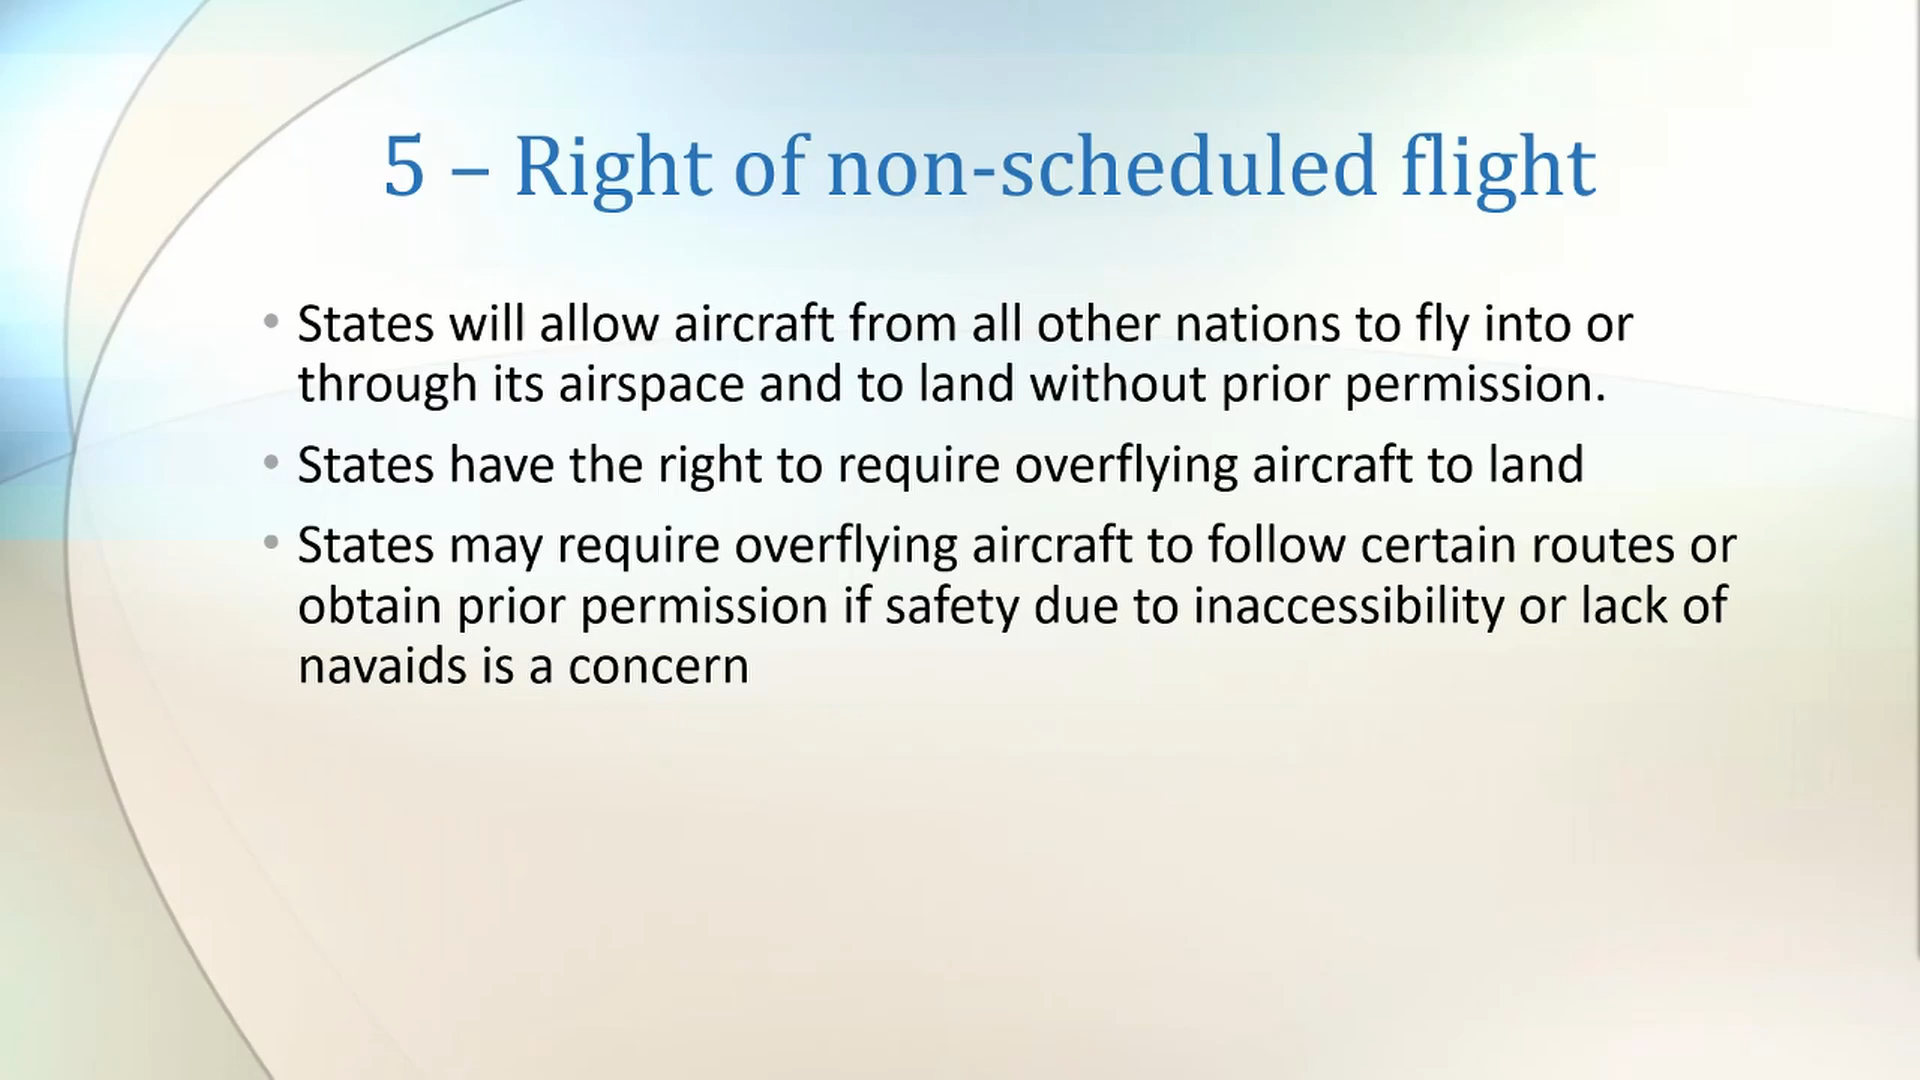 5 – Right of non-scheduled flight
• States will allow aircraft from all other nations to fly into or
through its airspace and to land without prior permission.
• States have the right to require overflying aircraft to land
• States may require overflying aircraft to follow certain routes or
obtain prior permission if safety due to inaccessibility or lack of
navaids is a concern